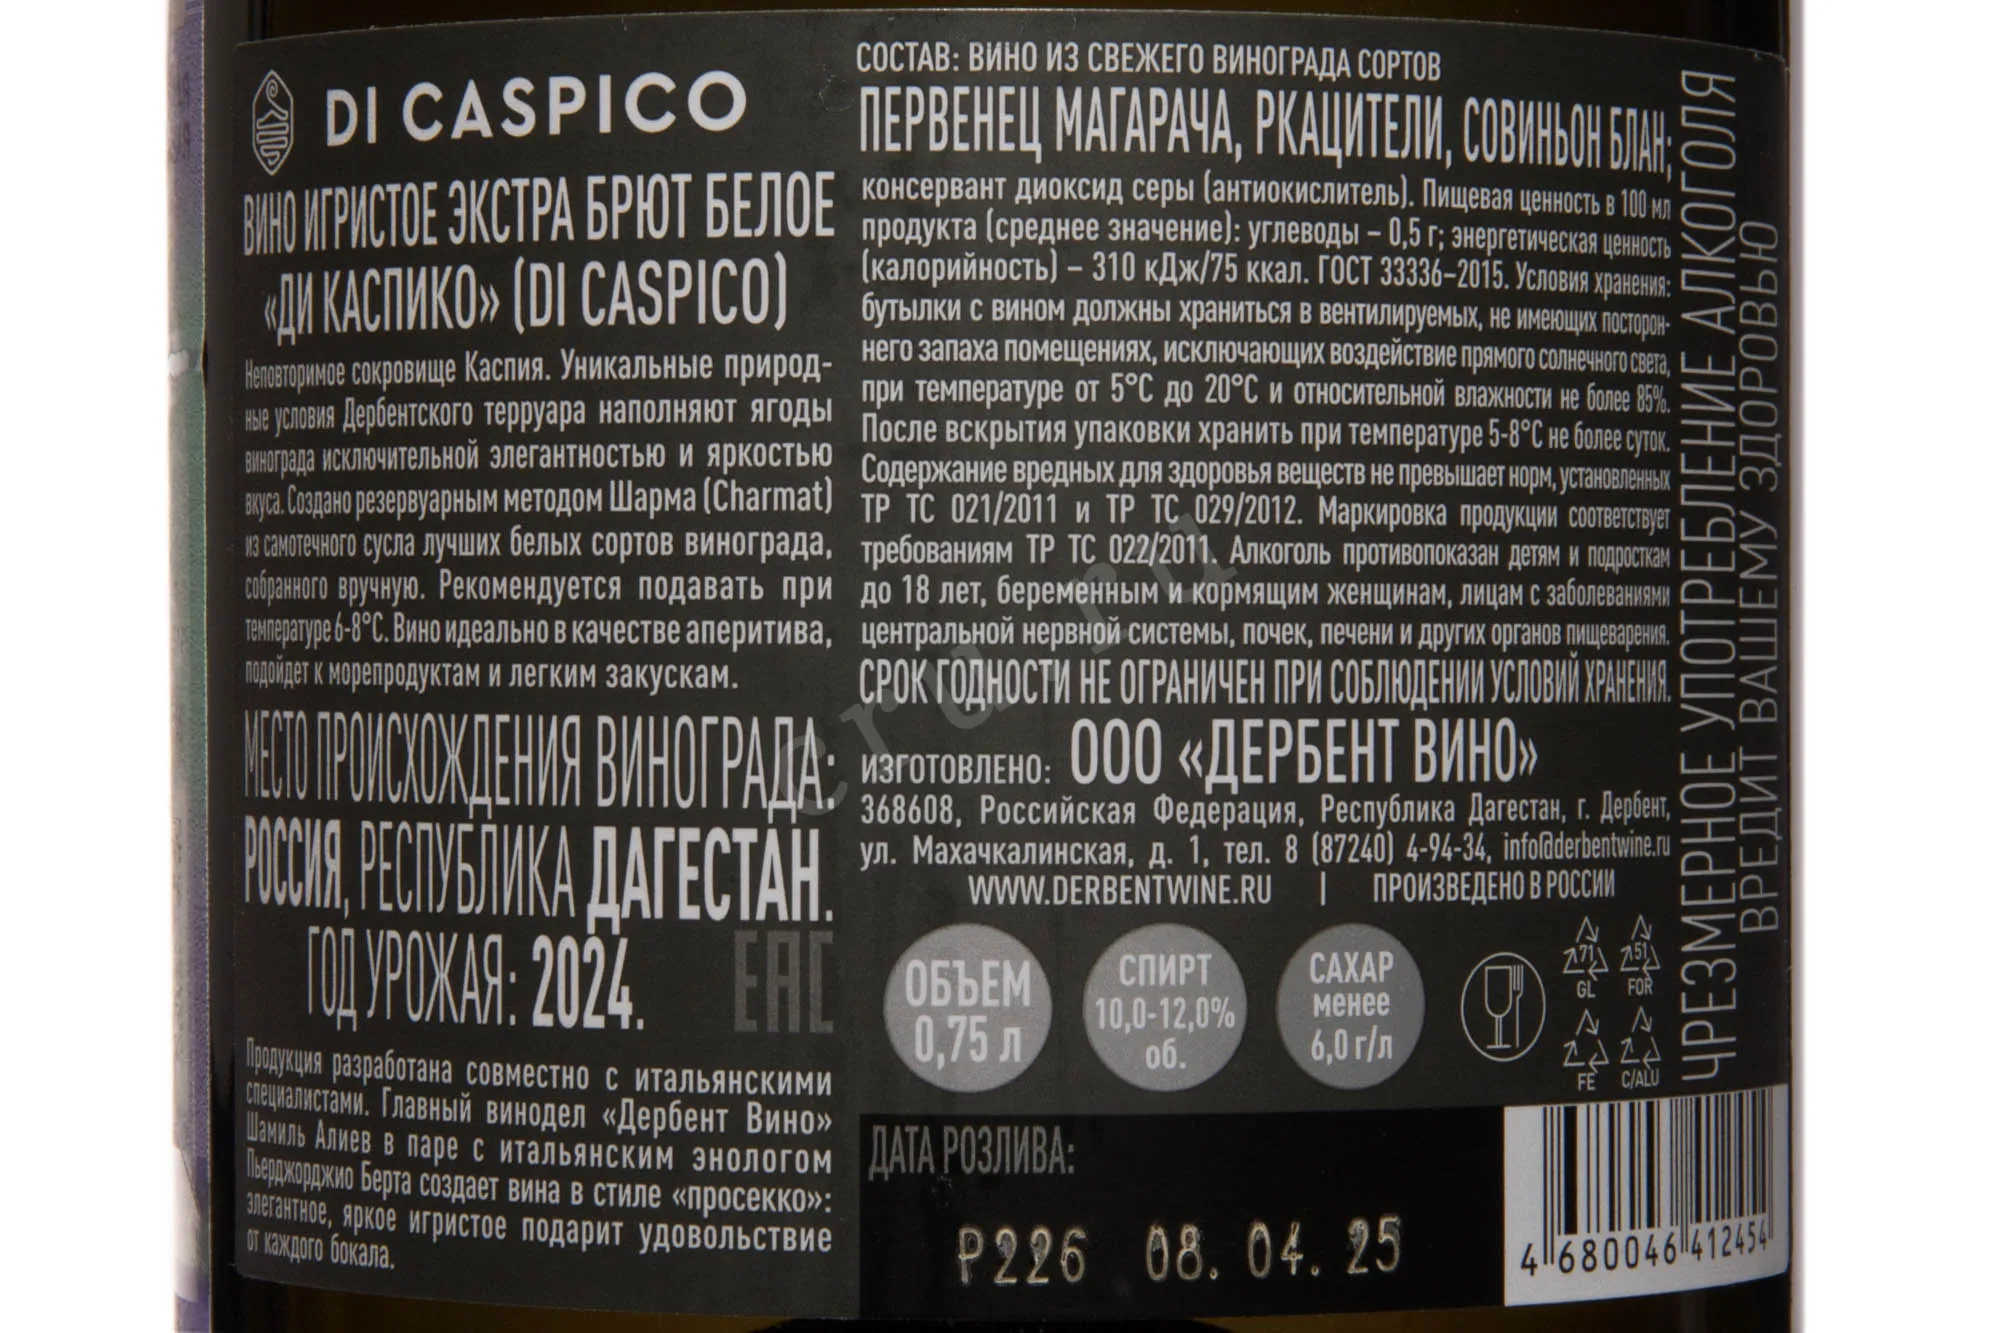 DI CASPICO
ВИНО ИГРИСТОЕ ЭКСТРА БРЮТ БЕЛОЕ
«ДИ КАСПИКО» (DI CASPICO)
Неповторимое сокровище Каспия. Уникальные природ-
ные условия Дербентского терруара наполняют ягоды
винограда исключительной элегантностью и яркостью
вкуса. Создано резервуарным методом Шарма (Charmat)
из самотечного сусла лучших белых сортов винограда,
собранного вручную. Рекомендуется подавать при
температуре 6-8°С. Вино идеально в качестве аперитива,
подойдет к морепродуктам и легким закускам.
МЕСТО ПРОИСХОЖДЕНИЯ ВИНОГРАДА:
РОССИЯ, РЕСПУБЛИКА ДАГЕСТАН.
ГОД УРОЖАЯ: 2024.
EAC
Продукция разработана совместно с итальянскими
специалистами. Главный винодел «Дербент Вино»
Шамиль Алиев в паре с итальянским энологом
Пьерджорджио Берта создает вина в стиле «просекко»:
элегантное, яркое игристое подарит удовольствие
от каждого бокала.
СОСТАВ: ВИНО ИЗ СВЕЖЕГО ВИНОГРАДА СОРТОВ
ПЕРВЕНЕЦ МАГАРАЧА, РКАЦИТЕЛИ, СОВИНЬОН БЛАН;
консервант диоксид серы (антиокислитель). Пищевая ценность в 100 мл
продукта (среднее значение): углеводы – 0,5 г; энергетическая ценность
(калорийность) – 310 кДж/75 ккал. ГОСТ 33336–2015. Условия хранения:
бутылки с вином должны храниться в вентилируемых, не имеющих посторон-
него запаха помещениях, исключающих воздействие прямого солнечного света,
при температуре от 5°С до 20°С и относительной влажности не более 85%.
После вскрытия упаковки хранить при температуре 5-8°С не более суток.
Содержание вредных для здоровья веществ не превышает норм, установленных
ТР ТС 021/2011 и ТР ТС 029/2012. Маркировка продукции соответствует
требованиям ТР ТС 022/2011. Алкоголь противопоказан детям и подросткам
до 18 лет, беременным и кормящим женщинам, лицам с заболеваниями
центральной нервной системы, почек, печени и других органов пищеварения.
СРОК ГОДНОСТИ НЕ ОГРАНИЧЕН ПРИ СОБЛЮДЕНИИ УСЛОВИЙ ХРАНЕНИЯ.
ИЗГОТОВЛЕНО: ООО «ДЕРБЕНТ ВИНО»
368608, Российская Федерация, Республика Дагестан, г. Дербент,
ул. Махачкалинская, д. 1, тел. 8 (87240) 4-94-34, info@derbentwine.ru
WWW.DERBENTWINE.RU | ПРОИЗВЕДЕНО В РОССИИ
ОБЪЕМ
0,75 л
СПИРТ
10,0-12,0%
об.
САХАР
менее
6,0 г/л
71
GL
51
FOR
FE
C/ALU
ДАТА РОЗЛИВА:
P226 08.04.25
4 680046 412454
ЧРЕЗМЕРНОЕ УПОТРЕБЛЕНИЕ АЛКОГОЛЯ
ВРЕДИТ ВАШЕМУ ЗДОРОВЬЮ
cru.ru